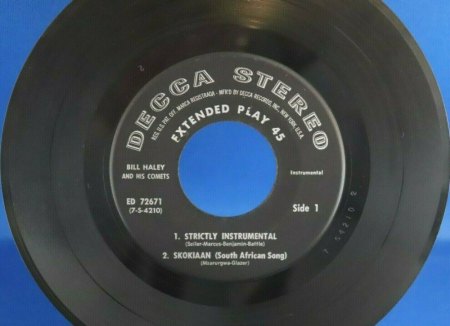 DECCA STEREO
REG. U.S. PAT. OFF. MARCA REGISTRADA - MF'D BY DECCA RECORDS, INC., NEW YORK, U.S.A.
EXTENDED PLAY 45
BILL HALEY
AND HIS COMETS
Instrumental
ED 72671
(7-S-4210)
Side 1
1. STRICTLY INSTRUMENTAL
(Seiler-Marcus-Benjamin-Battle)
2. SKOKIAAN (South African Song)
(Msarurgwa-Glazer)